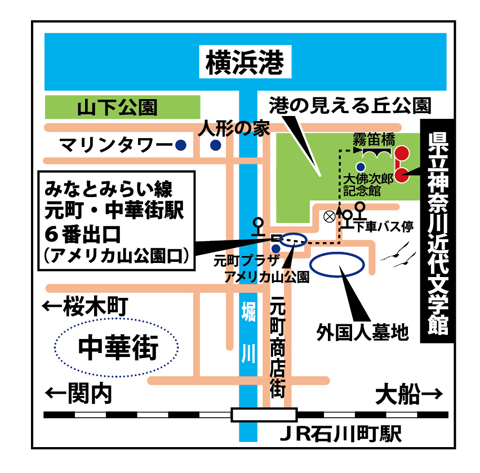 横浜港
山下公園
港の見える丘公園
人形の家
マリンタワー
霧笛橋
県立神奈川近代文学館
大佛次郎
記念館
みなとみらい線
元町・中華街駅
6番出口
(アメリカ山公園口)
下車バス停
元町プラザ
アメリカ山公園
←桜木町
堀川
元町商店街
外国人墓地
中華街
←関内
大船→
JR石川町駅